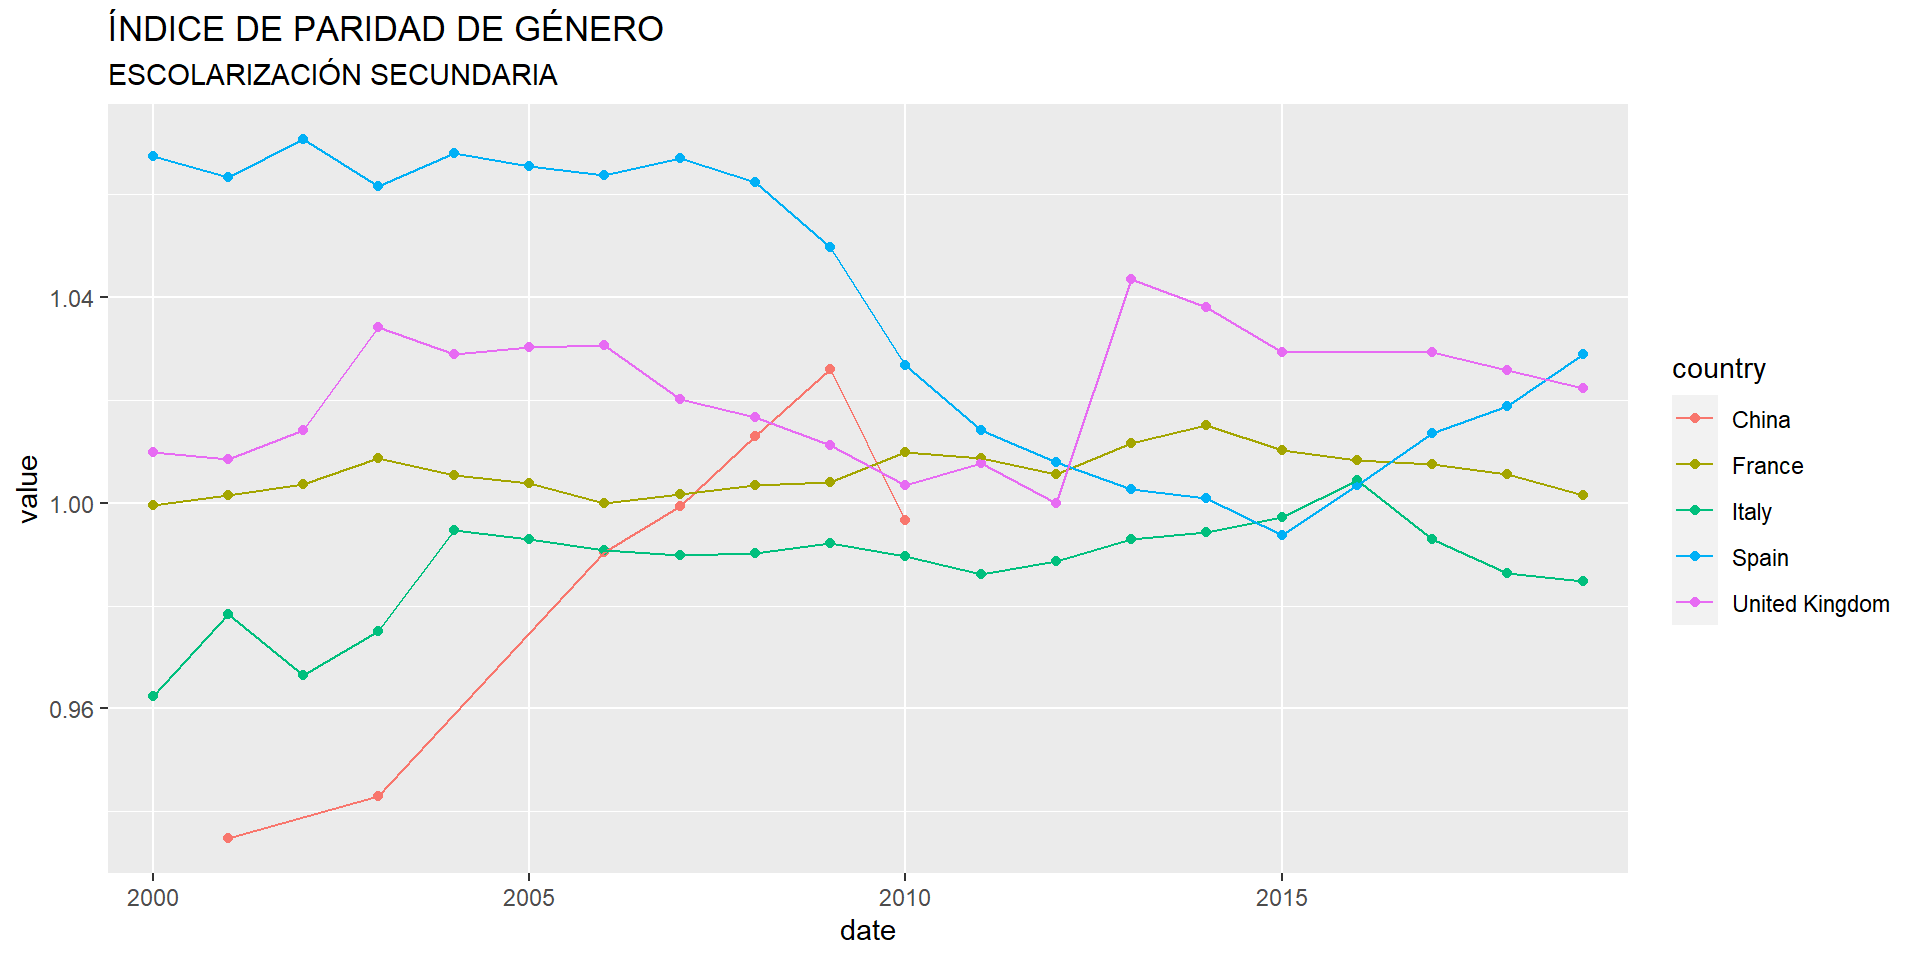 ÍNDICE DE PARIDAD DE GÉNERO
ESCOLARIZACIÓN SECUNDARIA
value
1.04
1.00
0.96
2000 2005 2010 2015
date
country
China
France
Italy
Spain
United Kingdom